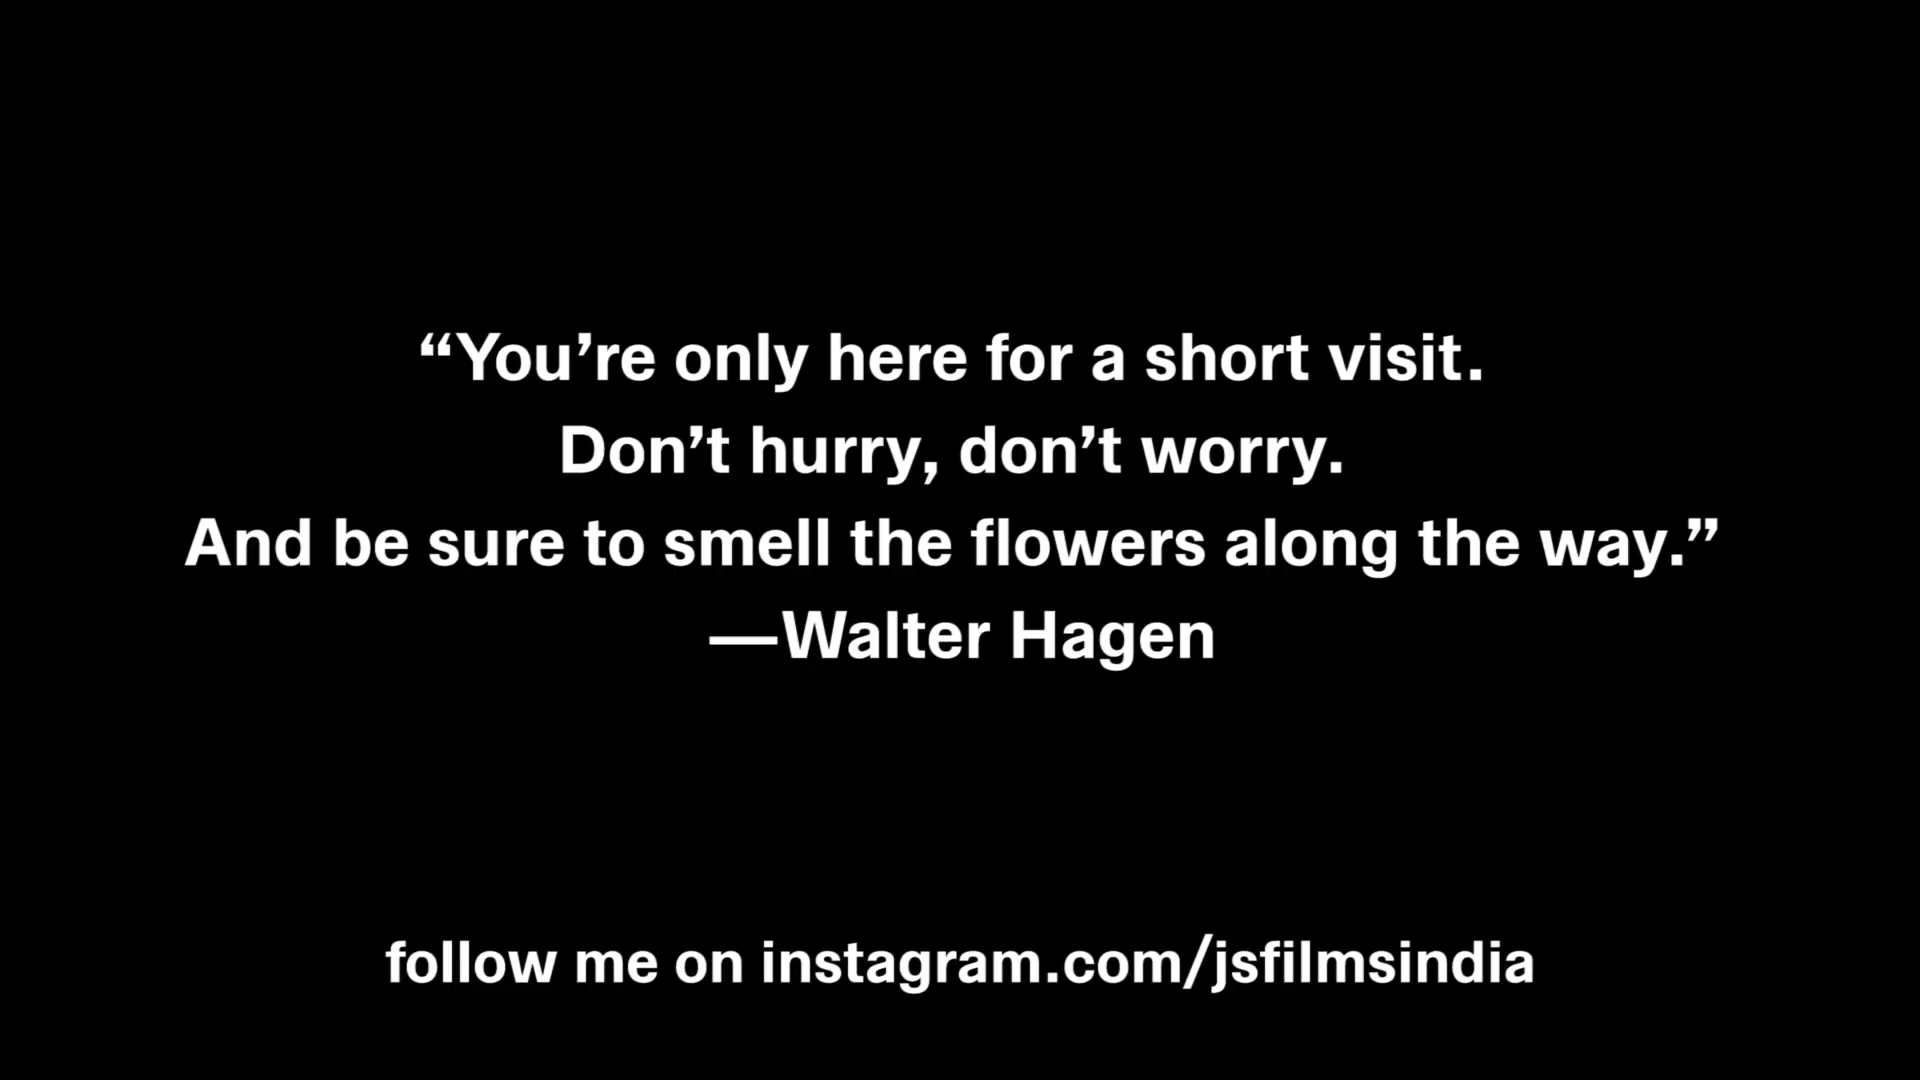 “You’re only here for a short visit.
Don’t hurry, don’t worry.
And be sure to smell the flowers along the way.”
—Walter Hagen
follow me on instagram.com/jsfilmsindia